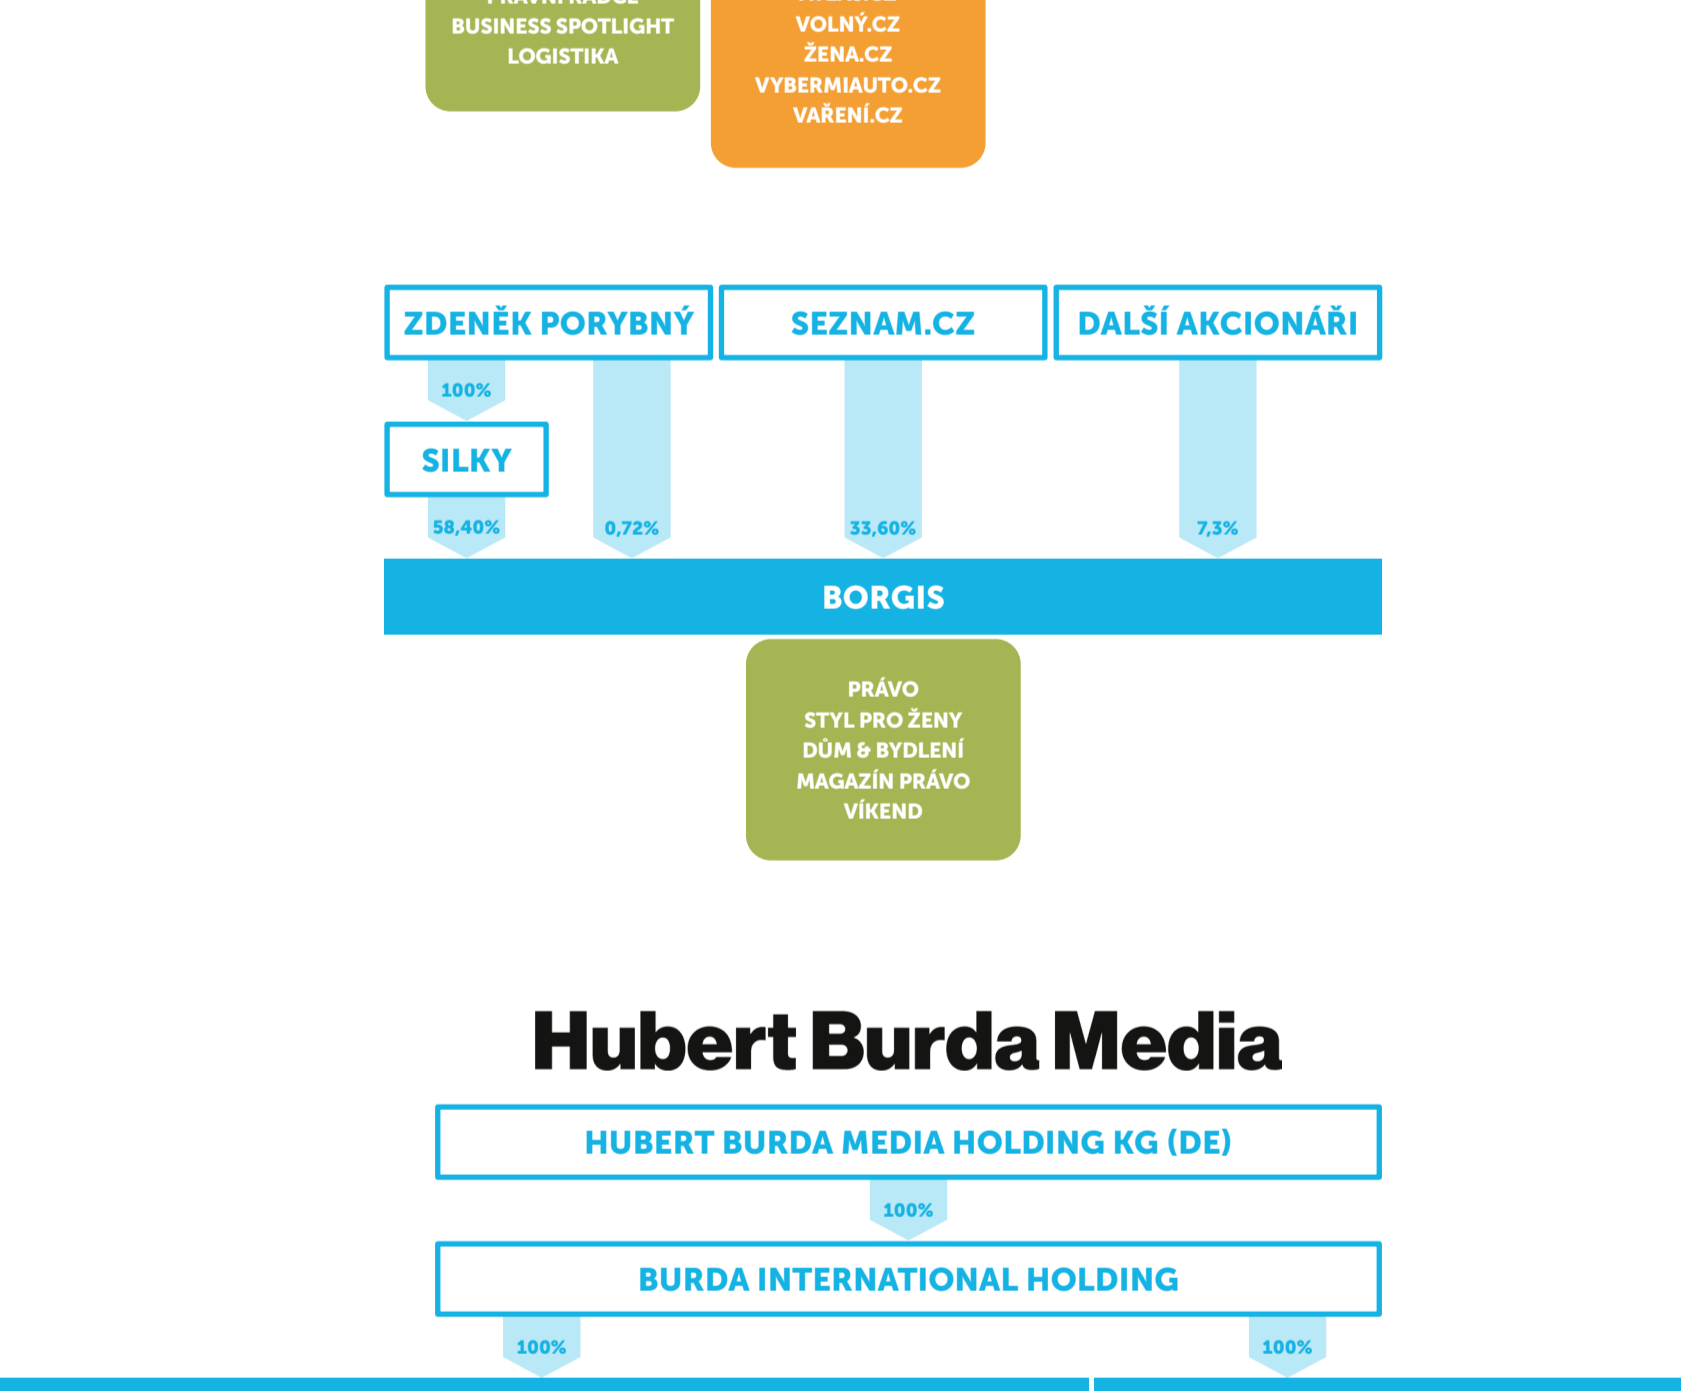 BUSINESS SPOTLIGHT
LOGISTIKA
VOLNÝ.CZ
ŽENA.CZ
VYBERMIAUTO.CZ
VAŘENÍ.CZ
ZDENĚK PORYBNÝ
SEZNAM.CZ
DALŠÍ AKCIONÁŘI
100%
SILKY
58,40%
0,72%
33,60%
7,3%
BORGIS
PRÁVO
STYL PRO ŽENY
DŮM & BYDLENÍ
MAGAZÍN PRÁVO
VÍKEND
Hubert Burda Media
HUBERT BURDA MEDIA HOLDING KG (DE)
100%
BURDA INTERNATIONAL HOLDING
100%
100%